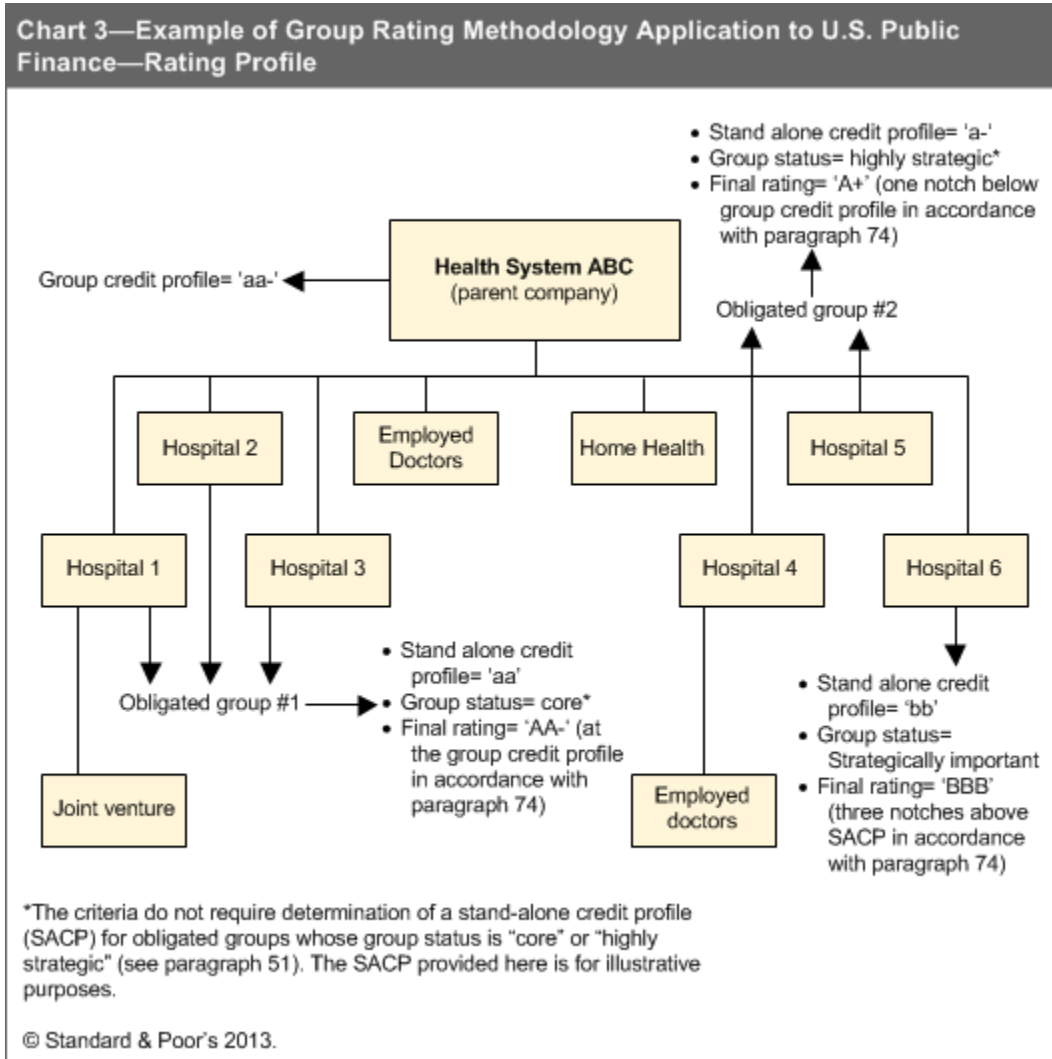 Chart 3—Example of Group Rating Methodology Application to U.S. Public
Finance—Rating Profile
• Stand alone credit profile= 'a-'
• Group status= highly strategic*
• Final rating= 'A+' (one notch below
group credit profile in accordance
with paragraph 74)
Group credit profile= 'aa-'
Health System ABC
(parent company)
Obligated group #2
Hospital 2
Employed
Doctors
Home Health
Hospital 5
Hospital 1
Hospital 3
Hospital 4
Hospital 6
Obligated group #1
• Stand alone credit
profile= 'aa'
• Group status= core*
• Final rating= 'AA-' (at
the group credit profile
in accordance with
paragraph 74)
• Stand alone credit
profile= 'bb'
• Group status=
Strategically important
• Final rating= 'BBB'
(three notches above
SACP in accordance
with paragraph 74)
Joint venture
Employed
doctors
*The criteria do not require determination of a stand-alone credit profile
(SACP) for obligated groups whose group status is “core” or “highly
strategic” (see paragraph 51). The SACP provided here is for illustrative
purposes.
© Standard & Poor's 2013.